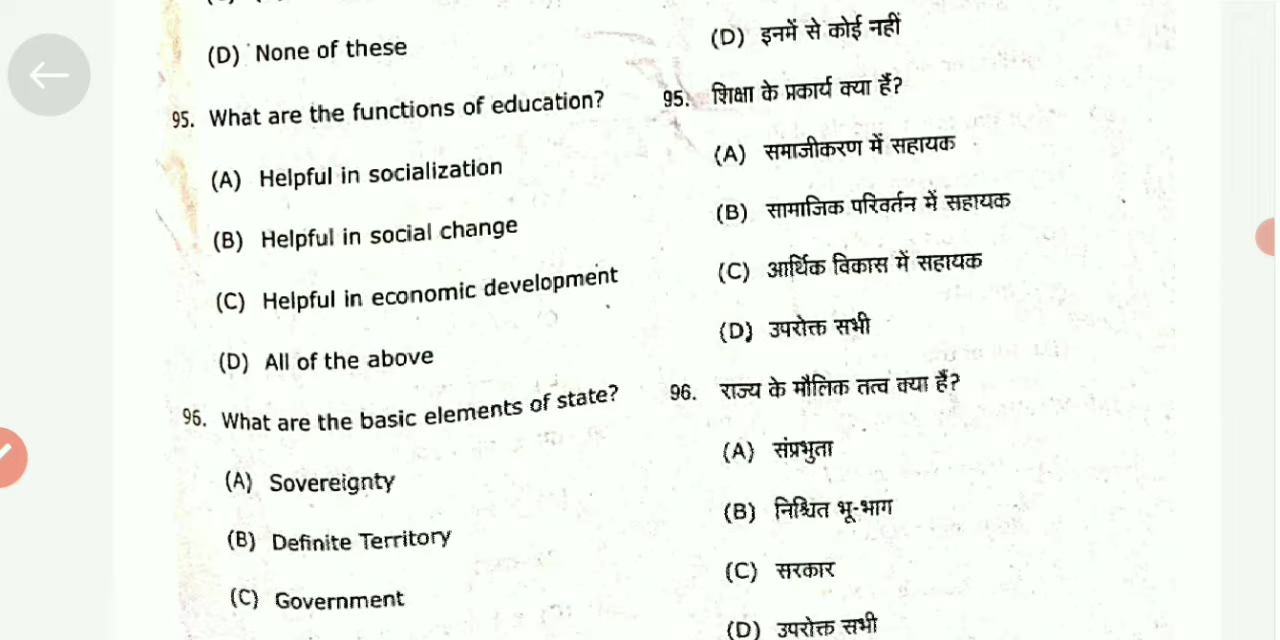 (D) None of these
95. What are the functions of education?
(A) Helpful in socialization
(B) Helpful in social change
(C) Helpful in economic development
(D) All of the above
96. What are the basic elements of state?
(A) Sovereignty
(B) Definite Territory
(C) Government
(D) इनमें से कोई नहीं
95. शिक्षा के प्रकार्य क्या हैं?
(A) समाजीकरण में सहायक
(B) सामाजिक परिवर्तन में सहायक
(C) आर्थिक विकास में सहायक
(D) उपरोक्त सभी
96. राज्य के मौलिक तत्व क्या हैं?
(A) संप्रभुता
(B) निश्चित भू-भाग
(C) सरकार
(D) उपरोक्त सभी